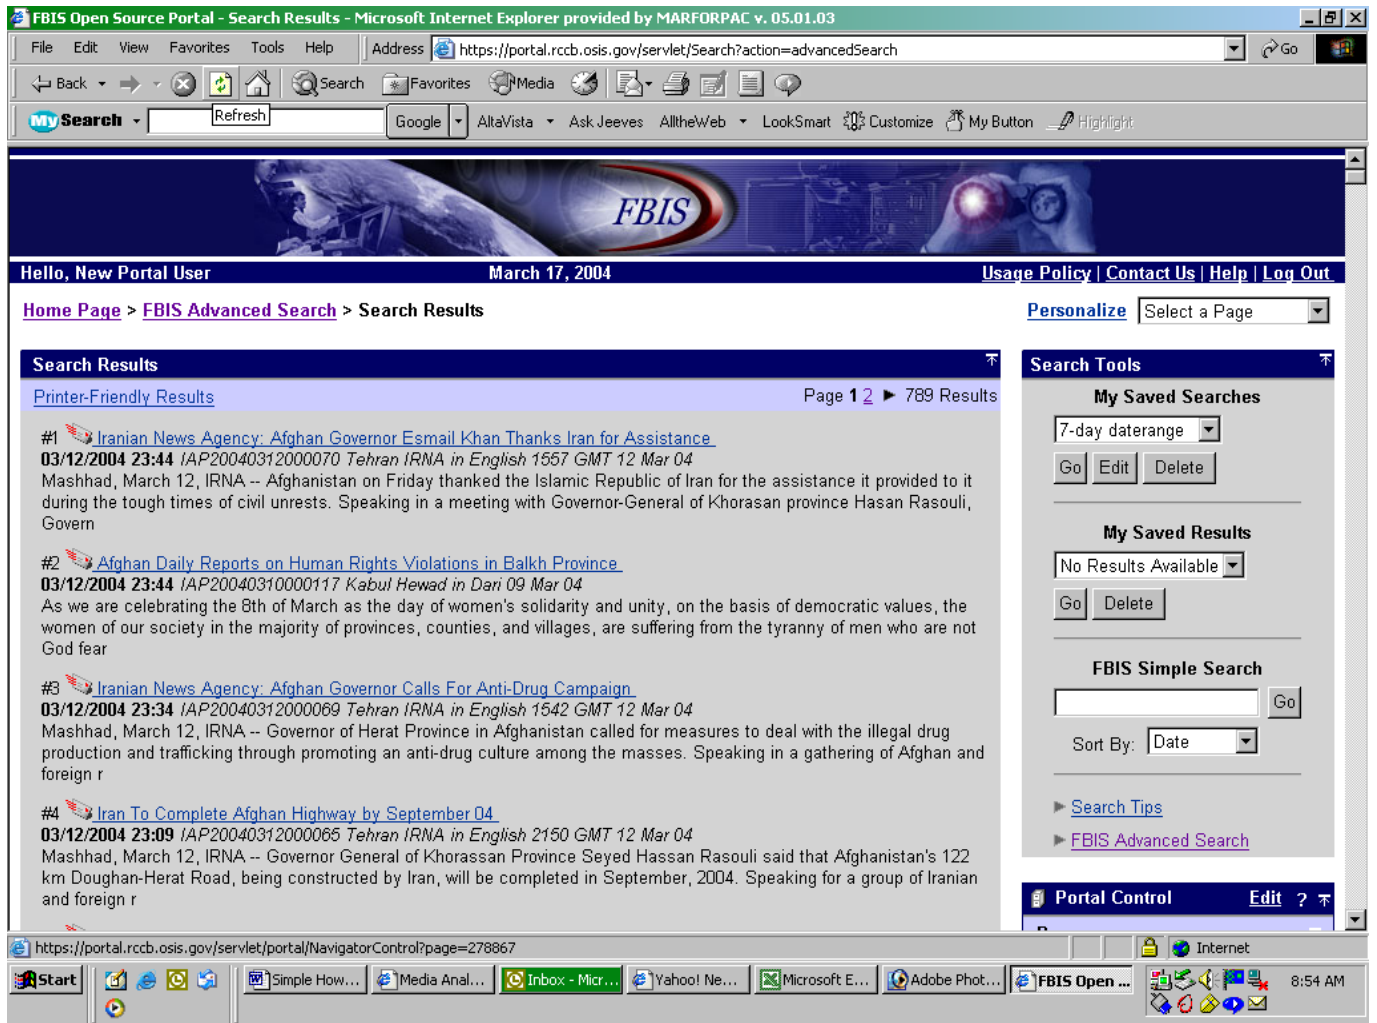 FBIS Open Source Portal - Search Results - Microsoft Internet Explorer provided by MARFORPAC v. 05.01.03
File Edit View Favorites Tools Help Address https://portal.rccb.osis.gov/servlet/Search?action=advancedSearch Go
Back Search Favorites Media
My Search Google AltaVista Ask Jeeves AlltheWeb LookSmart Customize My Button Highlight
Refresh
FBIS
Hello, New Portal User March 17, 2004 Usage Policy | Contact Us | Help | Log Out
Home Page > FBIS Advanced Search > Search Results Personalize Select a Page
Search Results
Printer-Friendly Results Page 1 2 ► 789 Results
#1 Iranian News Agency: Afghan Governor Esmail Khan Thanks Iran for Assistance
03/12/2004 23:44 IAP20040312000070 Tehran IRNA in English 1557 GMT 12 Mar 04
Mashhad, March 12, IRNA -- Afghanistan on Friday thanked the Islamic Republic of Iran for the assistance it provided to it
during the tough times of civil unrests. Speaking in a meeting with Governor-General of Khorasan province Hasan Rasouli,
Govern
#2 Afghan Daily Reports on Human Rights Violations in Balkh Province
03/12/2004 23:44 IAP20040310000117 Kabul Hewad in Dari 09 Mar 04
As we are celebrating the 8th of March as the day of women's solidarity and unity, on the basis of democratic values, the
women of our society in the majority of provinces, counties, and villages, are suffering from the tyranny of men who are not
God fear
#3 Iranian News Agency: Afghan Governor Calls For Anti-Drug Campaign
03/12/2004 23:34 IAP20040312000069 Tehran IRNA in English 1542 GMT 12 Mar 04
Mashhad, March 12, IRNA -- Governor of Herat Province in Afghanistan called for measures to deal with the illegal drug
production and trafficking through promoting an anti-drug culture among the masses. Speaking in a gathering of Afghan and
foreign r
#4 Iran To Complete Afghan Highway by September 04
03/12/2004 23:09 IAP20040312000065 Tehran IRNA in English 2150 GMT 12 Mar 04
Mashhad, March 12, IRNA -- Governor General of Khorassan Province Seyed Hassan Rasouli said that Afghanistan's 122
km Doughan-Herat Road, being constructed by Iran, will be completed in September, 2004. Speaking for a group of Iranian
and foreign r
Search Tools
My Saved Searches
7-day daterange
Go Edit Delete
My Saved Results
No Results Available
Go Delete
FBIS Simple Search
Go
Sort By: Date
Search Tips
FBIS Advanced Search
Portal Control Edit ?
https://portal.rccb.osis.gov/servlet/portal/NavigatorControl?page=278867 Internet
Start Simple How... Media Anal... Inbox - Micr... Yahoo! Ne... Microsoft E... Adobe Phot... FBIS Open ... 8:54 AM